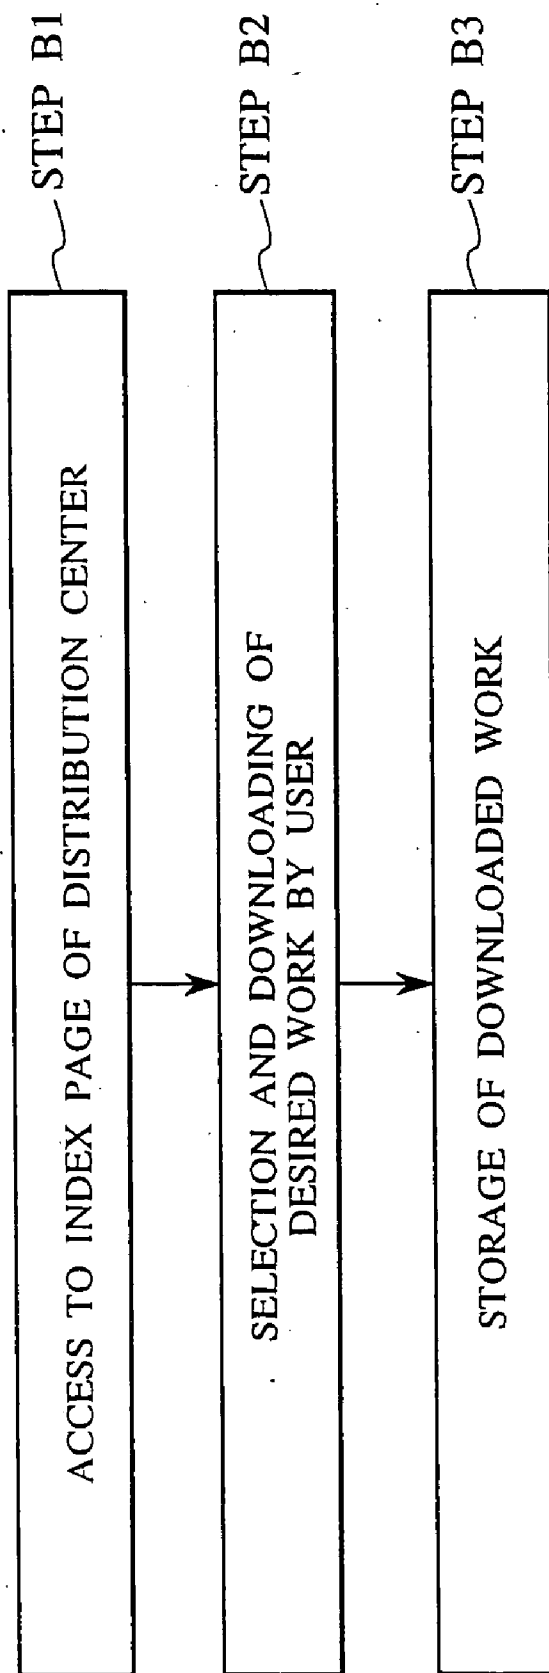 ACCESS TO INDEX PAGE OF DISTRIBUTION CENTER
STEP B1
SELECTION AND DOWNLOADING OF
DESIRED WORK BY USER
STEP B2
STORAGE OF DOWNLOADED WORK
STEP B3